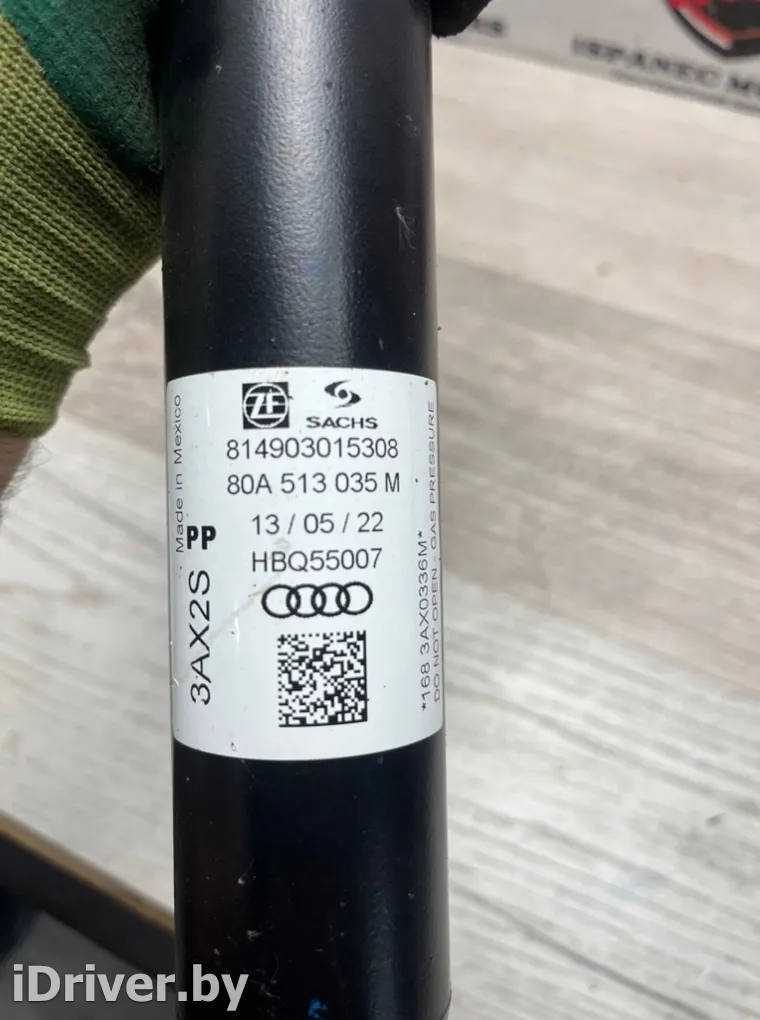 ISPANEC
ZF
SACHS
814903015308
80A 513 035 M
13 / 05 / 22
HBQ55007
Made in Mexico
PP
3AX2S
*168 3AX0336M*
DO NOT OPEN - GAS PRESSURE
iDriver.by